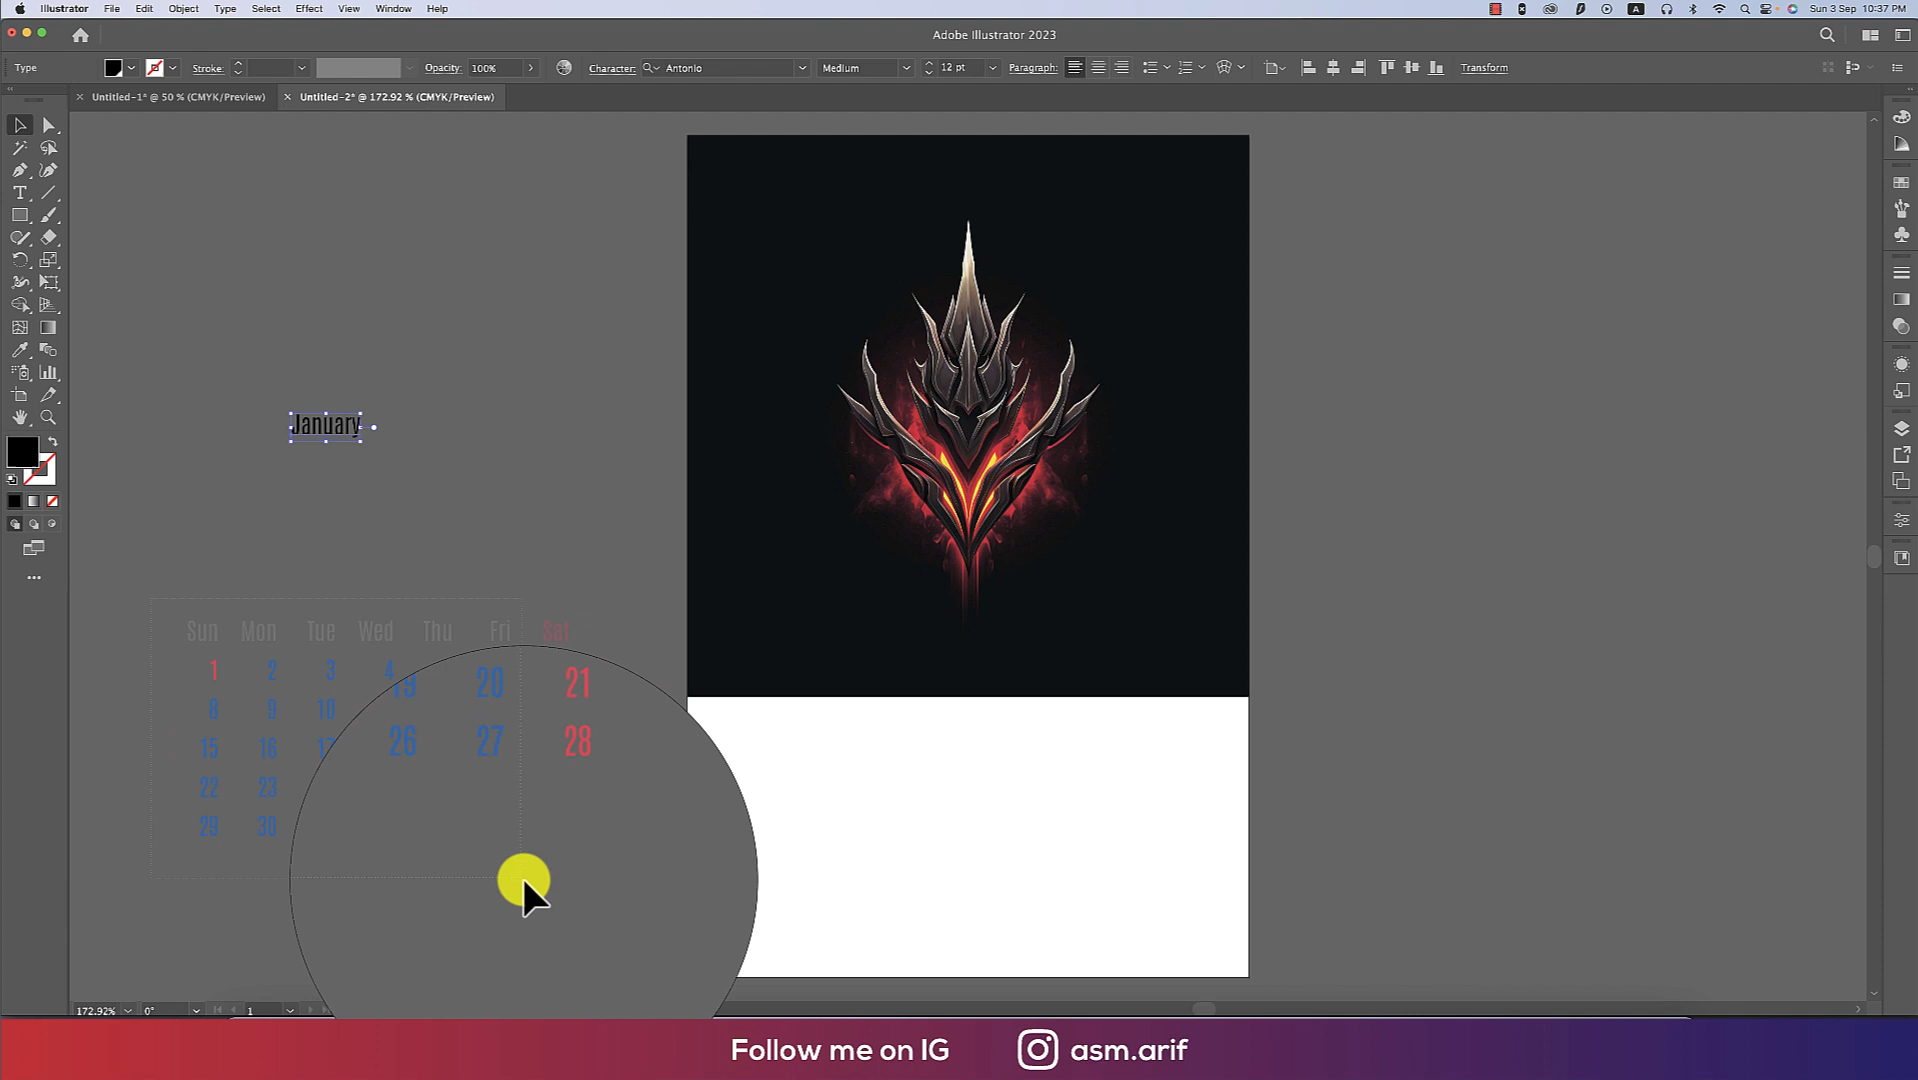 Illustrator File Edit Object Type Select Effect View Window Help
A Sun 3 Sep 10:37 PM
Adobe Illustrator 2023
Type Stroke: Opacity: 100% Character: Antonio Medium 12 pt Paragraph: Transform
Untitled-1* @ 50 % (CMYK/Preview) Untitled-2* @ 172.92 % (CMYK/Preview)
January
Sun Mon Tue Wed Thu Fri Sat
1 2 3 4
8 9 10
15 16 17
22 23
29 30
19 20 21
26 27 28
172.92% 0° 1
Follow me on IG asm.arif